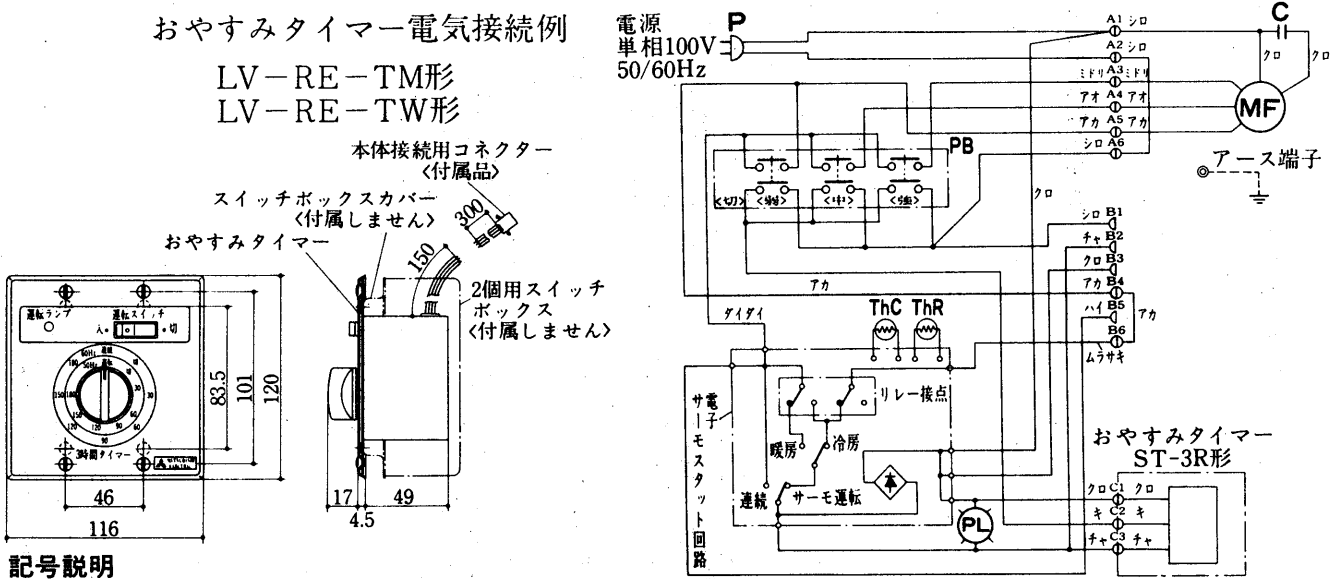 おやすみタイマー電気接続例
LV-RE-TM形
LV-RE-TW形
本体接続用コネクター
<付属品>
スイッチボックスカバー
<付属しません>
おやすみタイマー
300
150
2個用スイッチ
ボックス
<付属しません>
運転ランプ
運転スイッチ
入
切
60Hz
50Hz
連続
運転
180
150
120
90
60
30
3時間タイマー
83.5
101
120
46
116
17
4.5
49
記号説明
電源
単相100V
50/60Hz
P
A1 シロ
A2 シロ
ミドリ A3 ミドリ
アオ A4 アオ
アカ A5 アカ
シロ A6
C
クロ
クロ
MF
アース端子
PB
<切> <弱> <中> <強>
クロ
シロ B1
チャ B2
クロ B3
アカ B4
ハイ B5
B6
ムラサキ
アカ
アカ
ダイダイ
ThC ThR
リレー接点
電子
サーモスタット回路
暖房
冷房
連続
サーモ運転
PL
おやすみタイマー
ST-3R形
クロ C1 クロ
キ C2 キ
チャ C3 チャ